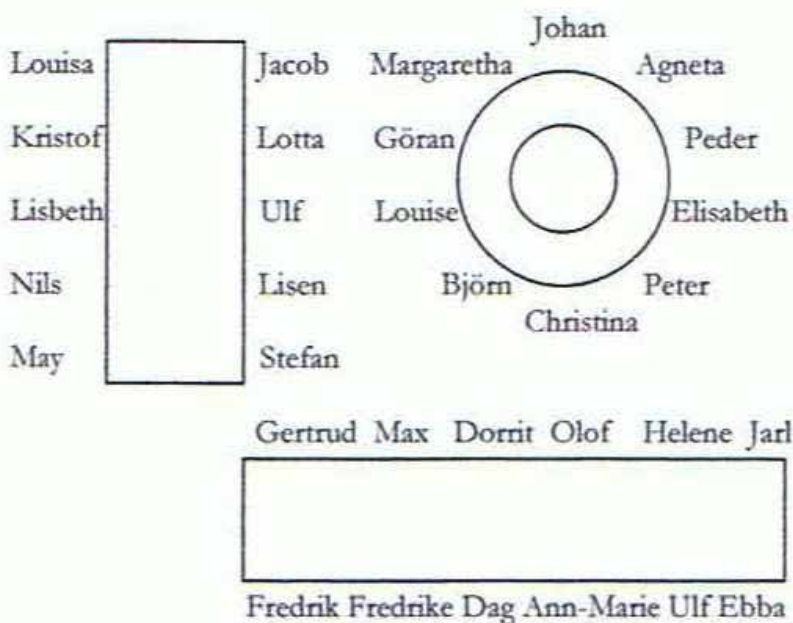 Johan
Louisa Jacob Margaretha Agneta
Kristof Lotta Göran Peder
Lisbeth Ulf Louise Elisabeth
Nils Lisen Björn Peter
Christina
May Stefan
Gertrud Max Dorrit Olof Helene Jarl
Fredrik Fredrike Dag Ann-Marie Ulf Ebba